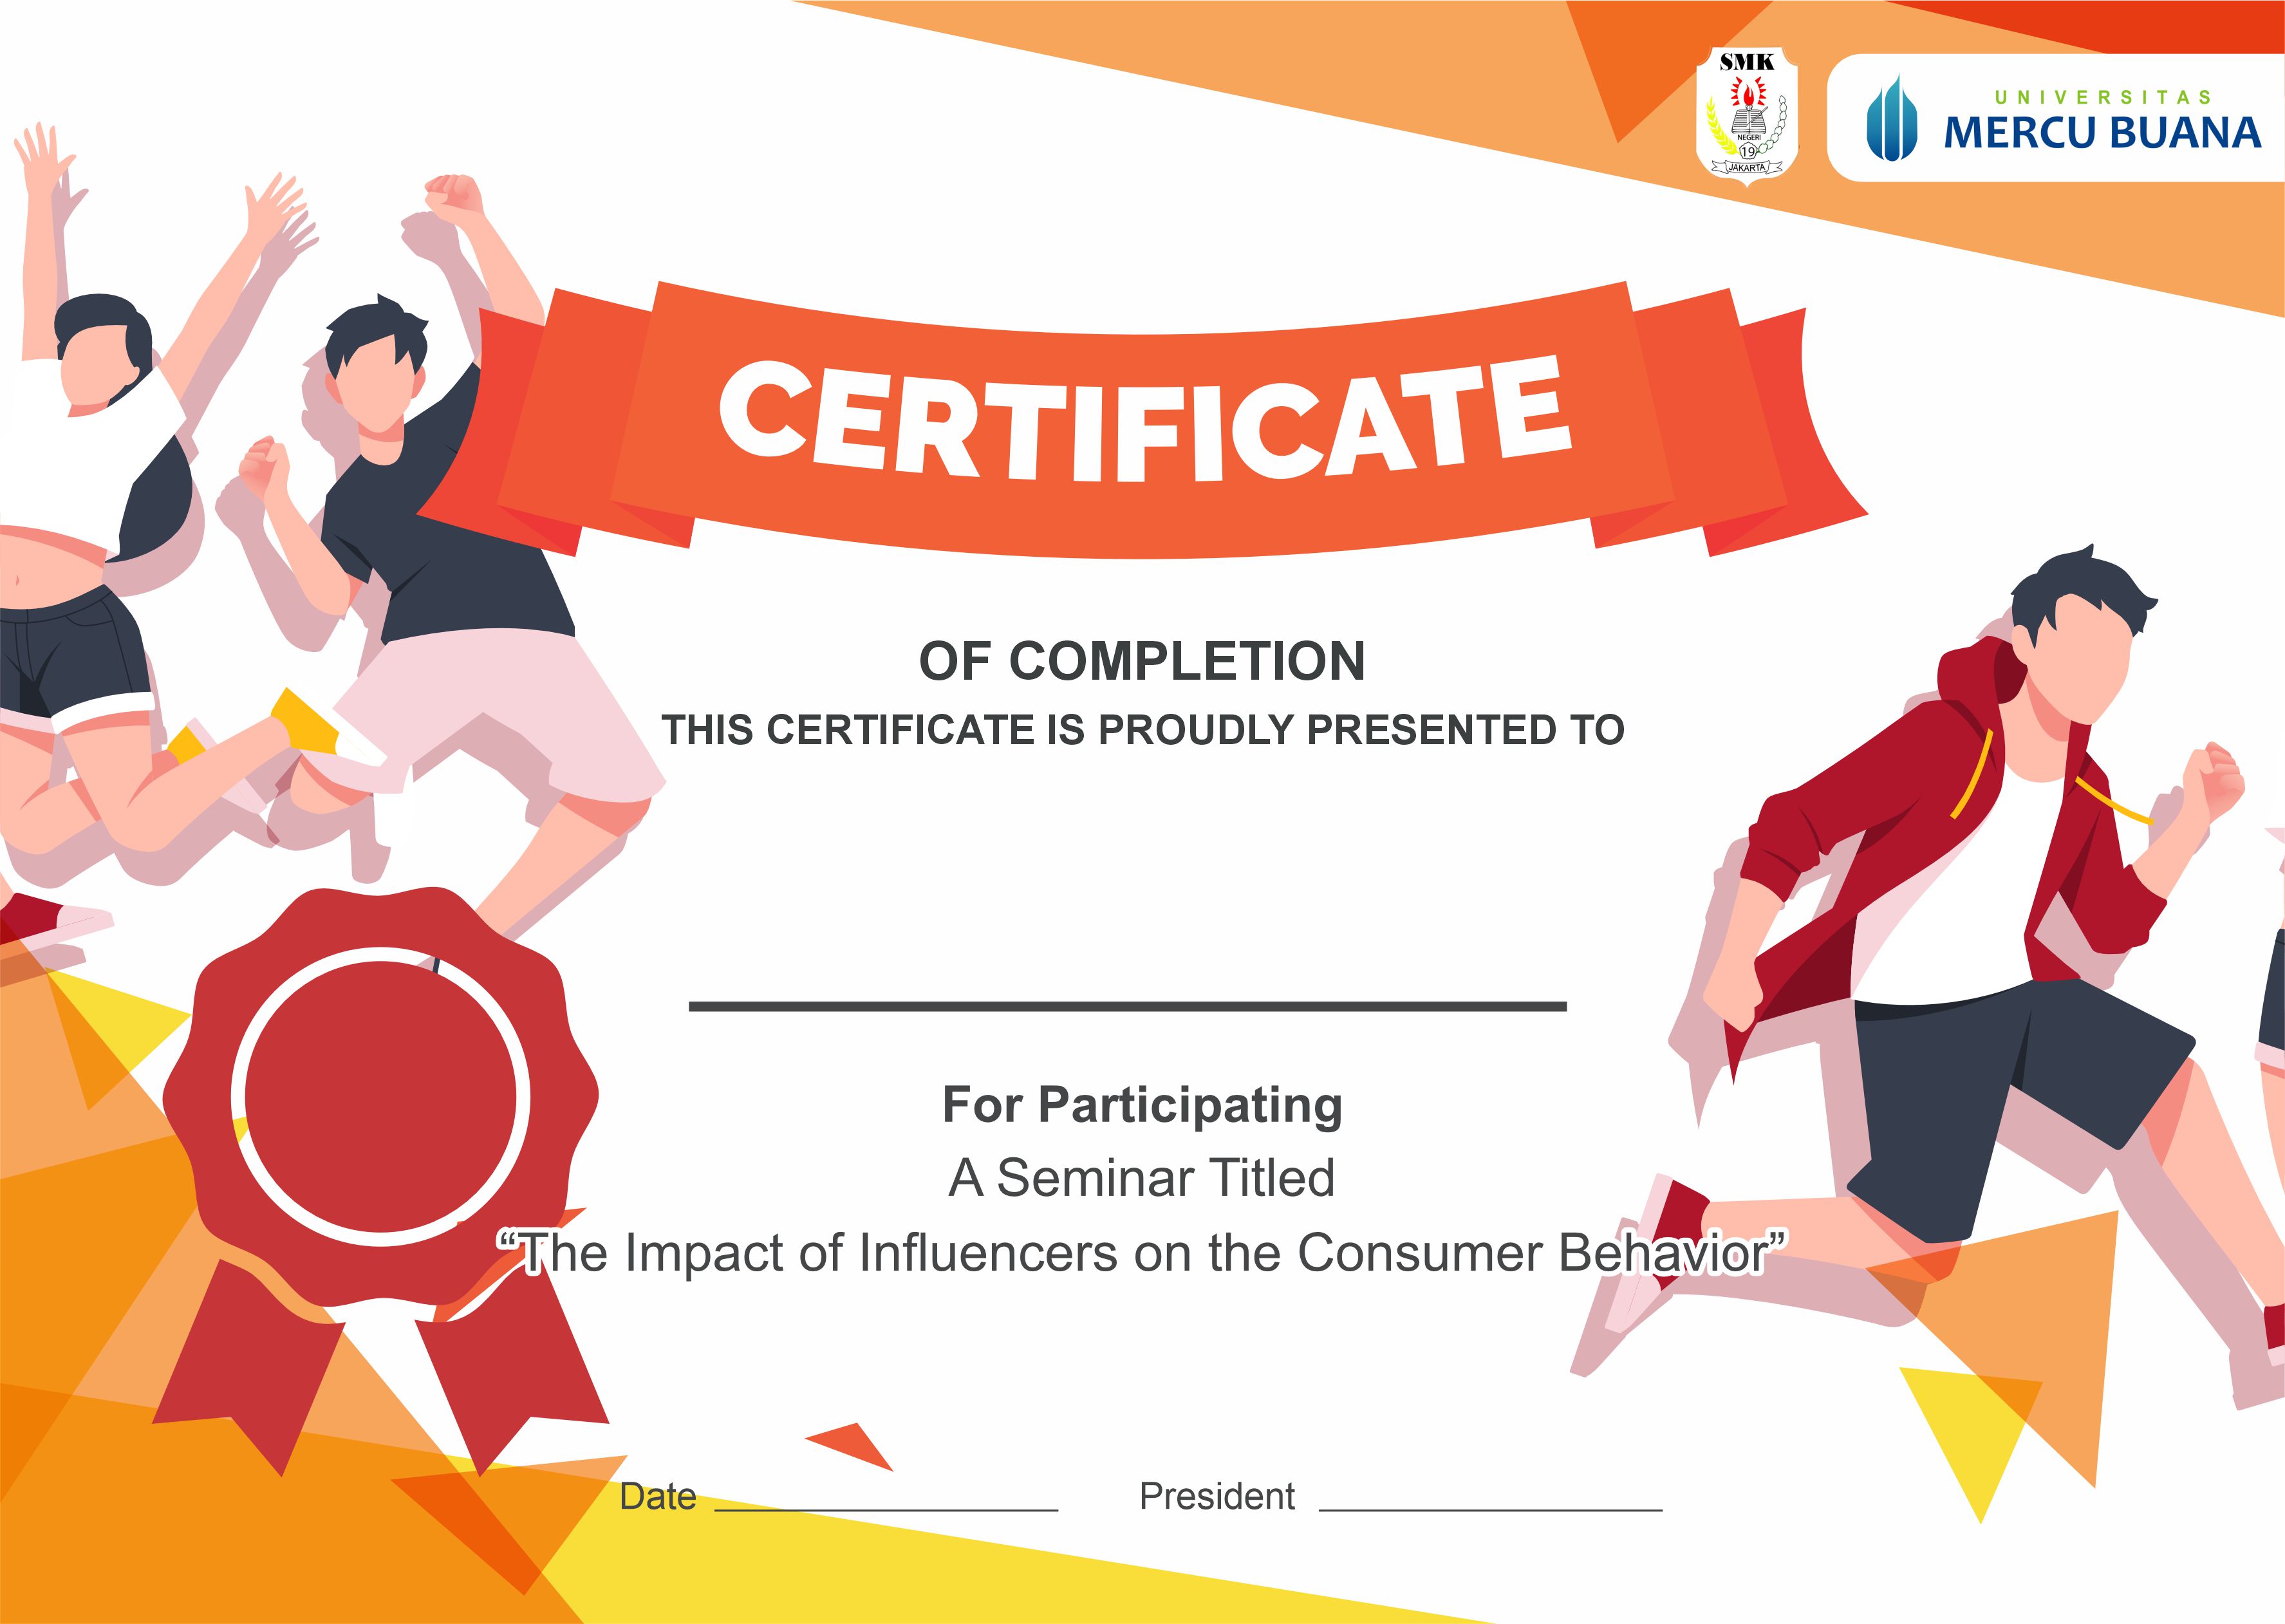 SMK
NEGERI
19
JAKARTA
UNIVERSITAS
MERCU BUANA
CERTIFICATE
OF COMPLETION
THIS CERTIFICATE IS PROUDLY PRESENTED TO
For Participating
A Seminar Titled
“The Impact of Influencers on the Consumer Behavior”
Date
President